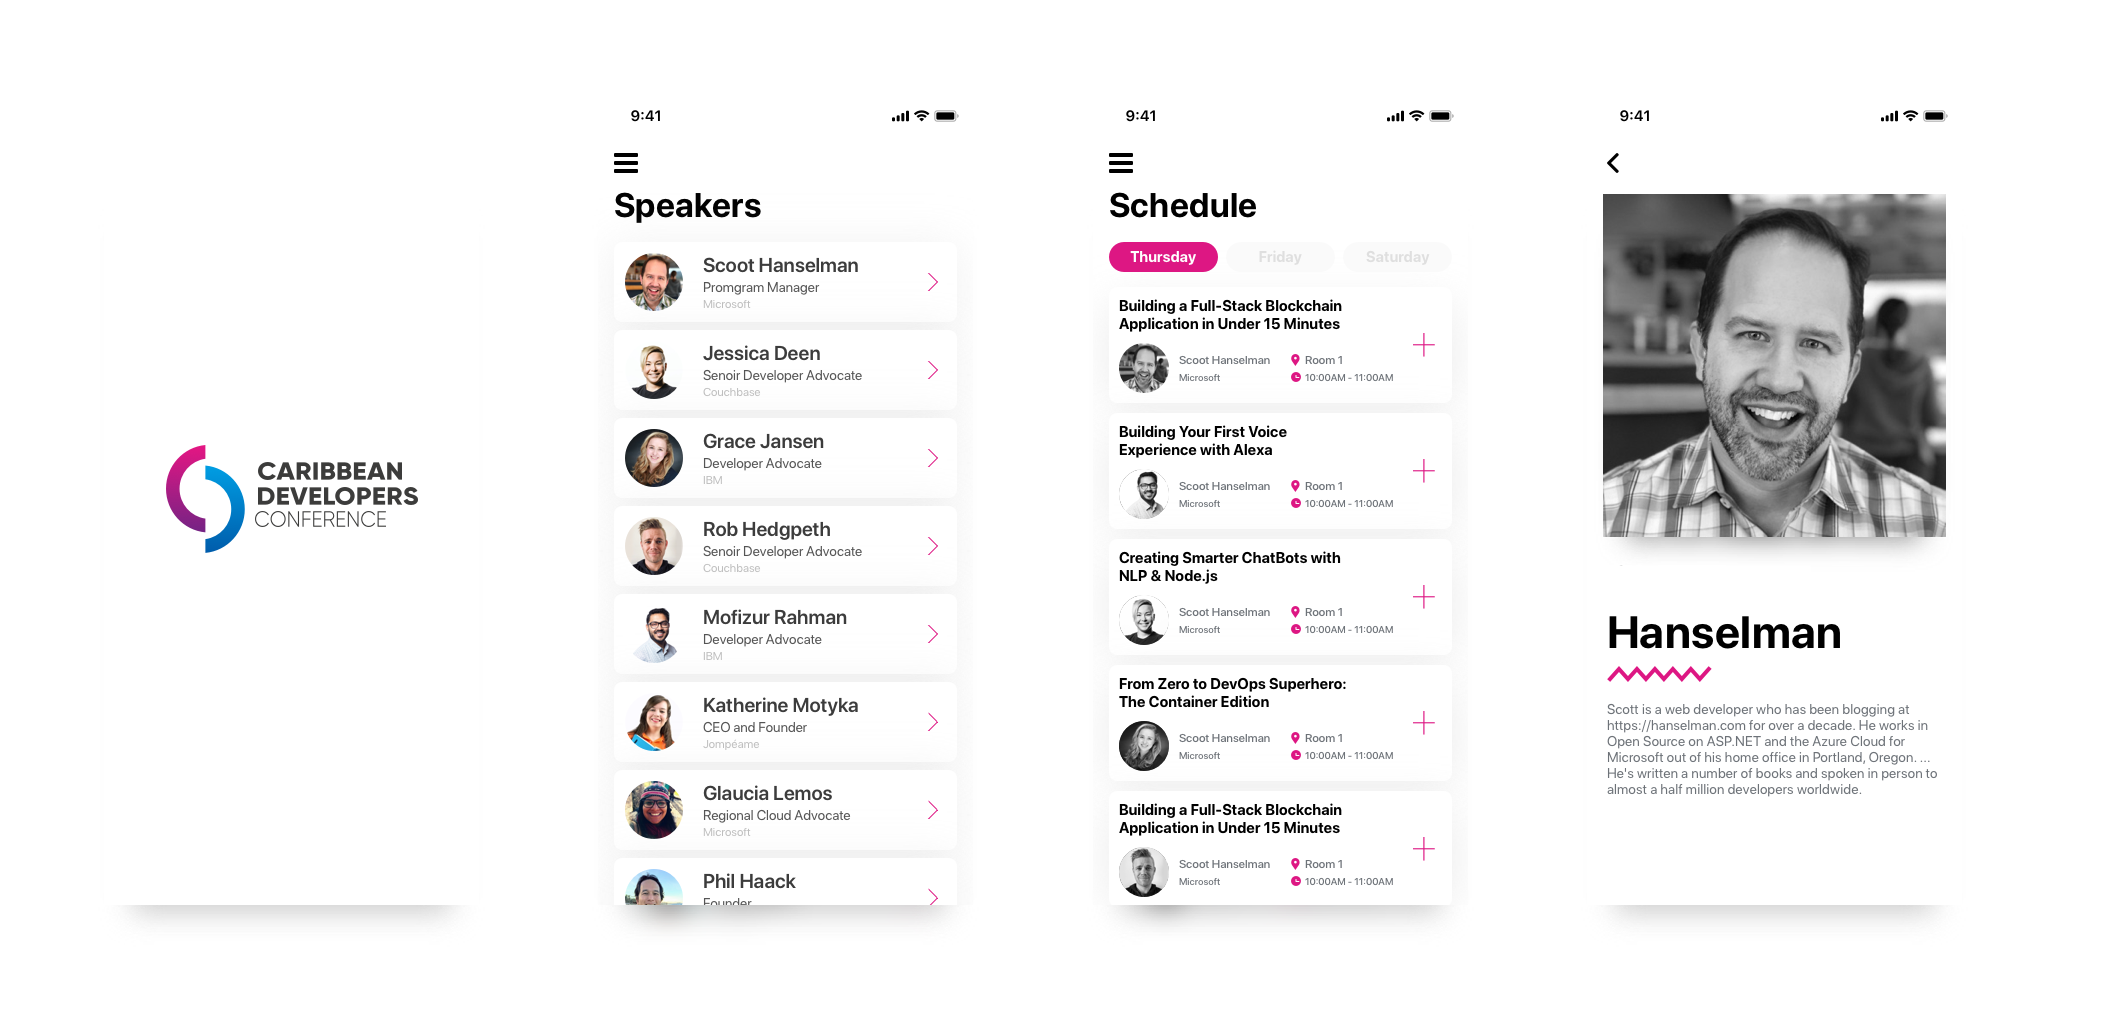 CARIBBEAN
DEVELOPERS
CONFERENCE
9:41
Speakers
Scoot Hanselman
Promgram Manager
Microsoft
Jessica Deen
Senoir Developer Advocate
Couchbase
Grace Jansen
Developer Advocate
IBM
Rob Hedgpeth
Senoir Developer Advocate
Couchbase
Mofizur Rahman
Developer Advocate
IBM
Katherine Motyka
CEO and Founder
Jompéame
Glaucia Lemos
Regional Cloud Advocate
Microsoft
Phil Haack
Founder
9:41
Schedule
Thursday Friday Saturday
Building a Full-Stack Blockchain
Application in Under 15 Minutes
Scoot Hanselman Room 1
Microsoft 10:00AM - 11:00AM
Building Your First Voice
Experience with Alexa
Scoot Hanselman Room 1
Microsoft 10:00AM - 11:00AM
Creating Smarter ChatBots with
NLP & Node.js
Scoot Hanselman Room 1
Microsoft 10:00AM - 11:00AM
From Zero to DevOps Superhero:
The Container Edition
Scoot Hanselman Room 1
Microsoft 10:00AM - 11:00AM
Building a Full-Stack Blockchain
Application in Under 15 Minutes
Scoot Hanselman Room 1
Microsoft 10:00AM - 11:00AM
9:41
Hanselman
Scott is a web developer who has been blogging at
https://hanselman.com for over a decade. He works in
Open Source on ASP.NET and the Azure Cloud for
Microsoft out of his home office in Portland, Oregon. ...
He's written a number of books and spoken in person to
almost a half million developers worldwide.